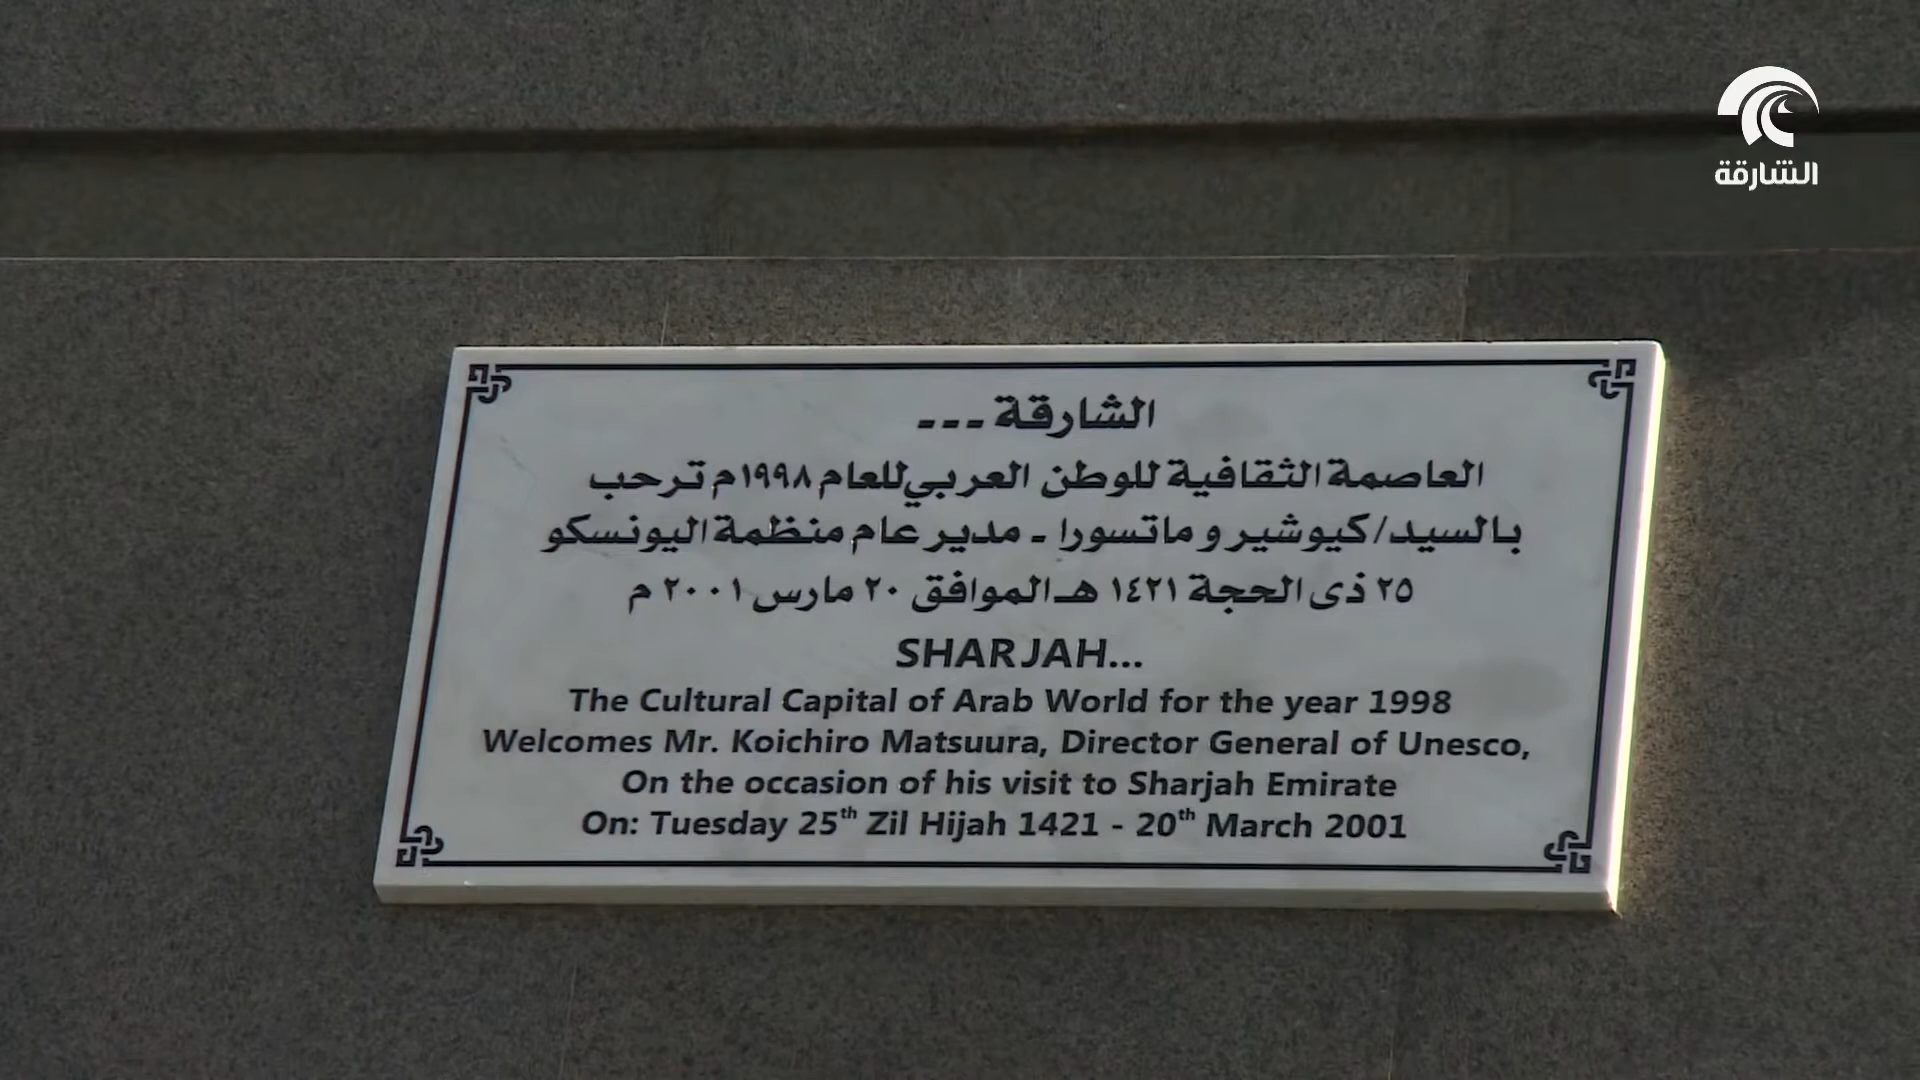 الشارقة
الشارقة ---
العاصمة الثقافية للوطن العربي للعام ١٩٩٨م ترحب
بالسيد/ كيوشيرو ماتسورا - مدير عام منظمة اليونسكو
٢٥ ذى الحجة ١٤٢١ هـ الموافق ٢٠ مارس ٢٠٠١ م
SHARJAH...
The Cultural Capital of Arab World for the year 1998
Welcomes Mr. Koichiro Matsuura, Director General of Unesco,
On the occasion of his visit to Sharjah Emirate
On: Tuesday 25th Zil Hijah 1421 - 20th March 2001